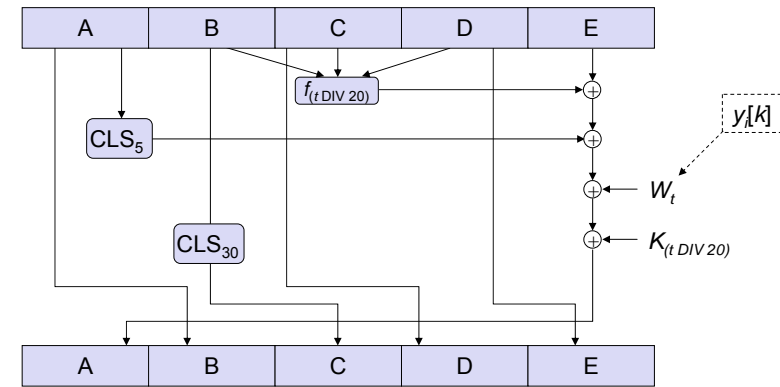 A B C D E
f(t DIV 20)
yᵢ[k]
CLS₅
Wₜ
CLS₃₀
K(t DIV 20)
A B C D E